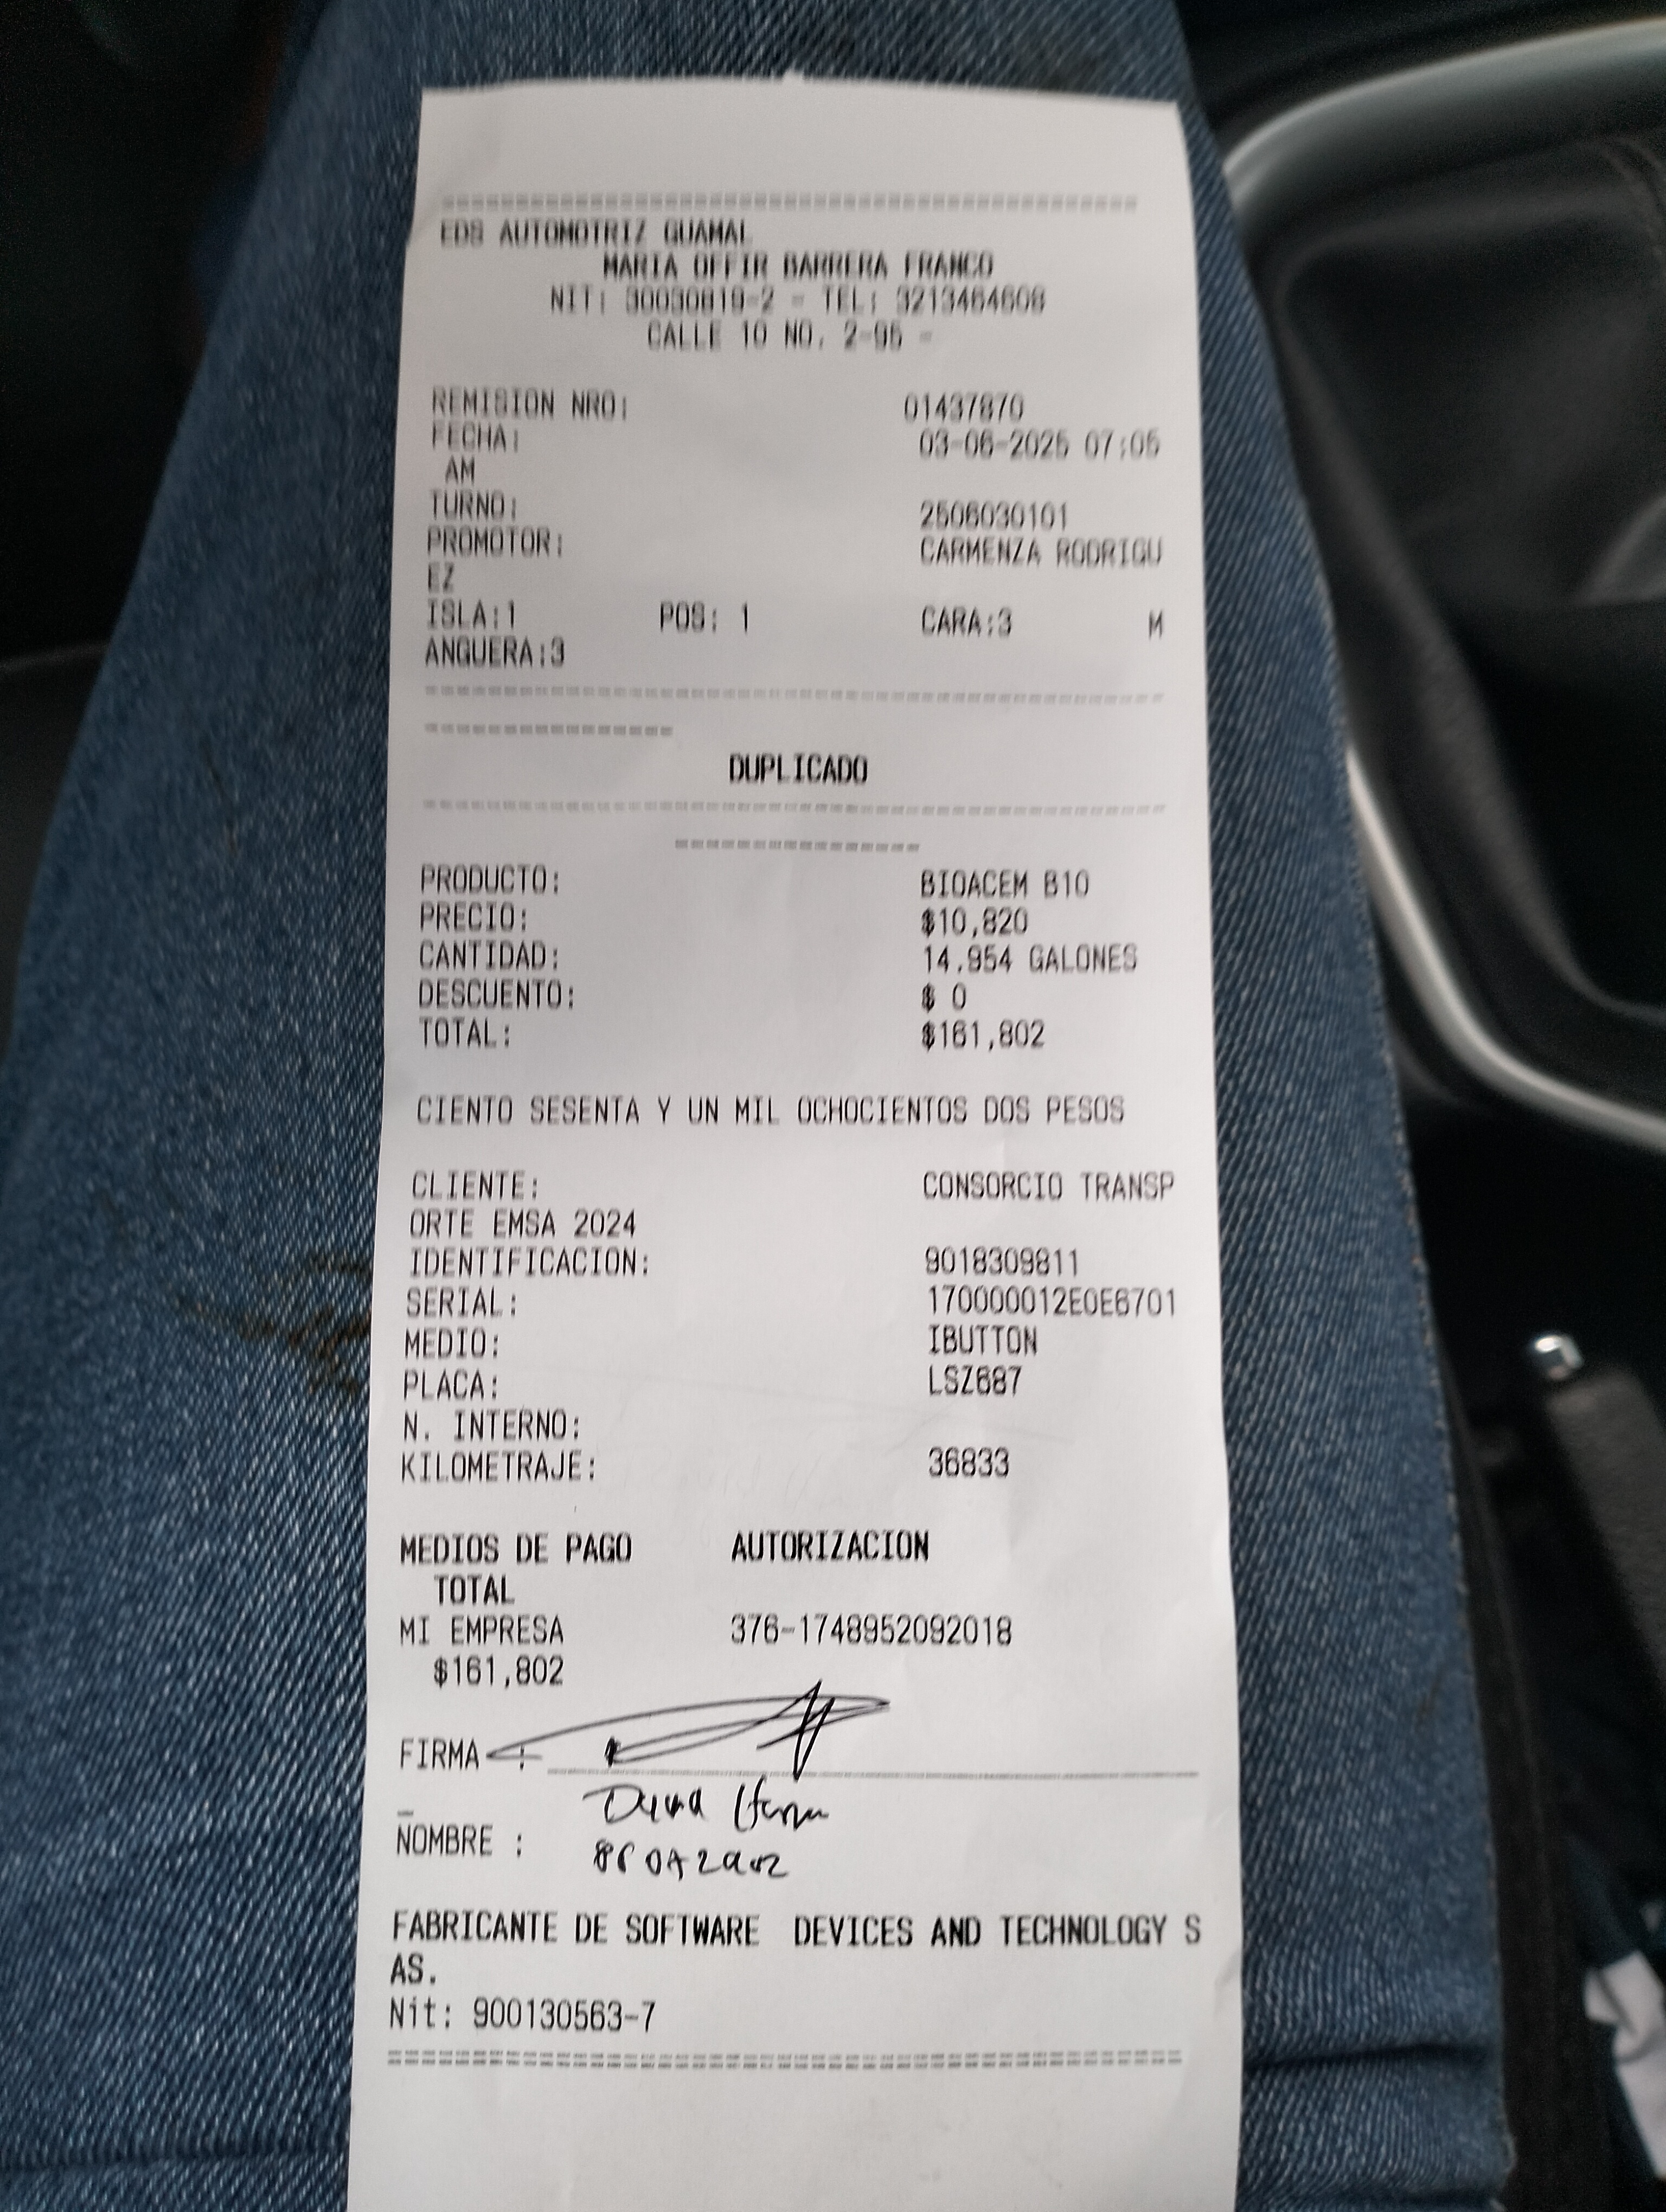 ================================================
EDS AUTOMOTRIZ GUAMAL
MARIA OFFIR BARRERA FRANCO
NIT: 30030819-2 - TEL: 3213464608
CALLE 10 NO. 2-95 -
REMISION NRO: 01437870
FECHA: 03-06-2025 07:05
AM
TURNO: 2506030101
PROMOTOR: CARMENZA RODRIGU
EZ
ISLA:1 POS: 1 CARA:3 M
ANGUERA:3
DUPLICADO
PRODUCTO: BIOACEM B10
PRECIO: $10,820
CANTIDAD: 14.954 GALONES
DESCUENTO: $ 0
TOTAL: $161,802
CIENTO SESENTA Y UN MIL OCHOCIENTOS DOS PESOS
CLIENTE: CONSORCIO TRANSP
ORTE EMSA 2024
IDENTIFICACION: 9018309811
SERIAL: 170000012E0E6701
MEDIO: IBUTTON
PLACA: LSZ687
N. INTERNO:
KILOMETRAJE: 36833
MEDIOS DE PAGO AUTORIZACION
TOTAL
MI EMPRESA 376-1748952092018
$161,802
FIRMA :
NOMBRE :
FABRICANTE DE SOFTWARE DEVICES AND TECHNOLOGY S
AS.
Nit: 900130563-7